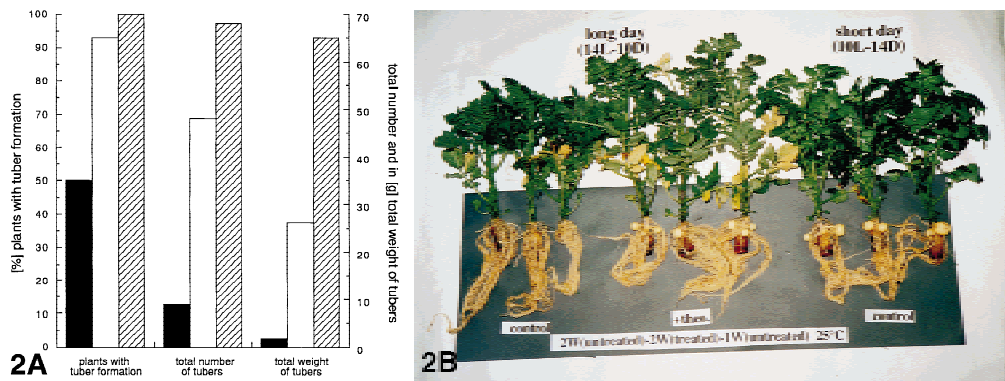 100
90
80
70
60
50
40
30
20
10
0
[%] plants with tuber formation
plants with
tuber formation
total number
of tubers
total weight
of tubers
70
60
50
40
30
20
10
0
total number and in [g] total weight of tubers
2A
long day
(14L-10D)
short day
(10L-14D)
control
control
2W(untreated)-2W(treated)-1W(untreated) 25°C
2B